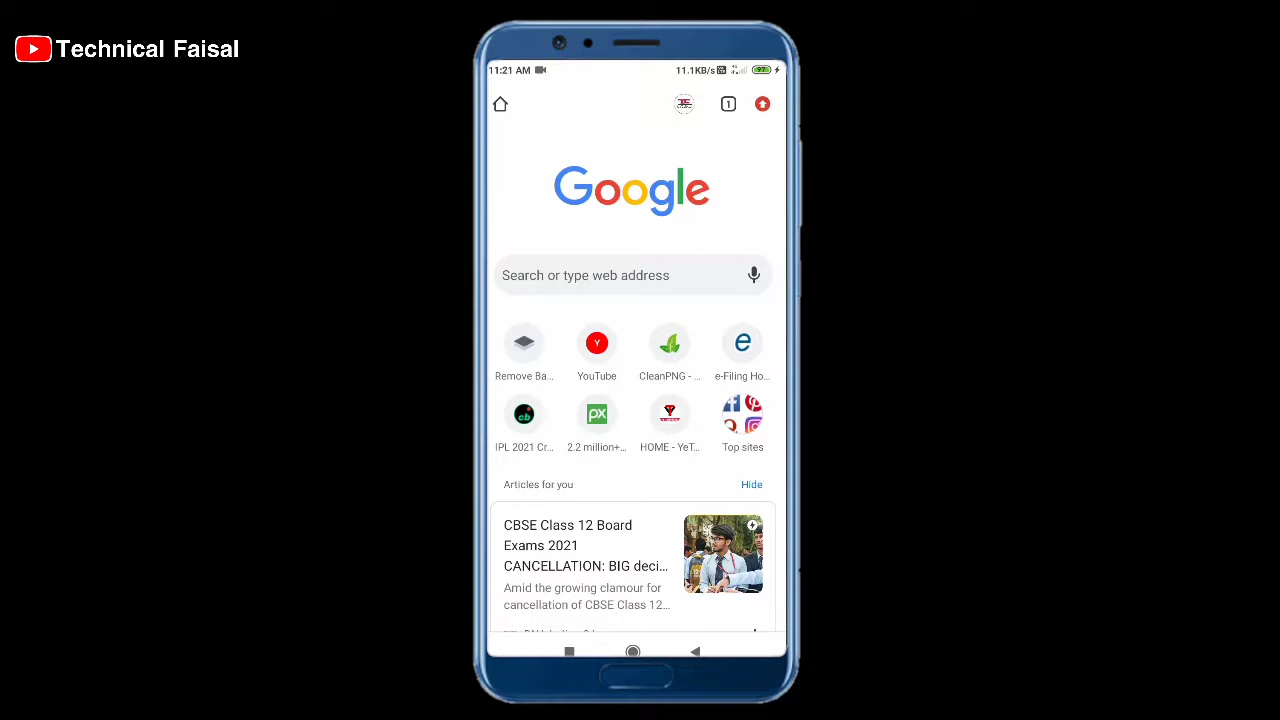 Technical Faisal
11:21 AM 11.1KB/s 97
1
Google
Search or type web address
Remove Ba... YouTube CleanPNG - ... e-Filing Ho...
IPL 2021 Cr... 2.2 million+... HOME - YeT... Top sites
Articles for you Hide
CBSE Class 12 Board
Exams 2021
CANCELLATION: BIG deci...
Amid the growing clamour for
cancellation of CBSE Class 12...